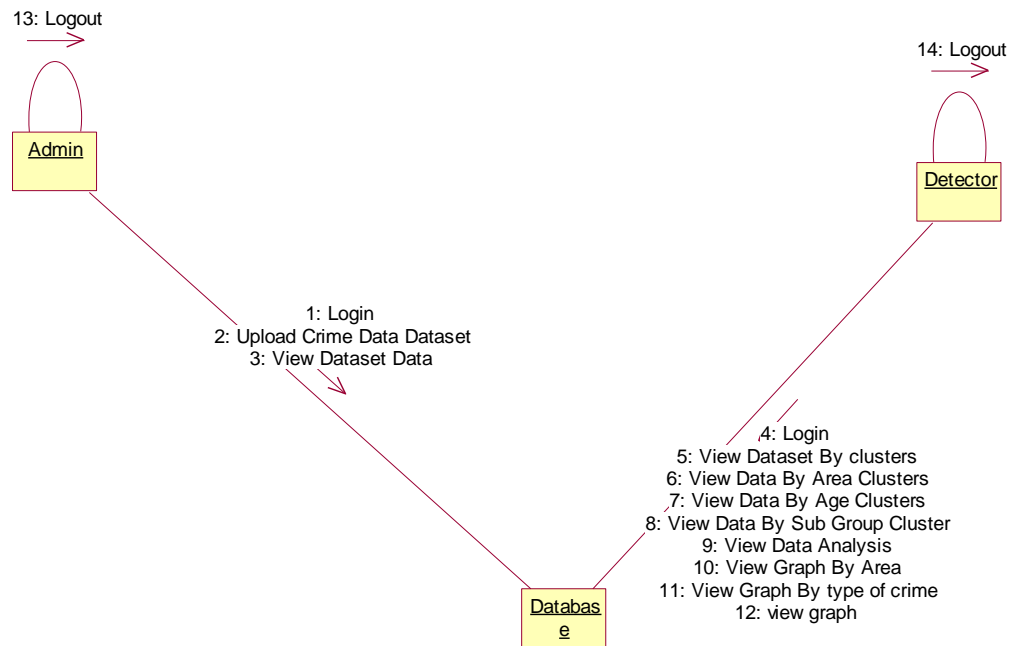 13: Logout
14: Logout
Admin
Detector
1: Login
2: Upload Crime Data Dataset
3: View Dataset Data
4: Login
5: View Dataset By clusters
6: View Data By Area Clusters
7: View Data By Age Clusters
8: View Data By Sub Group Cluster
9: View Data Analysis
10: View Graph By Area
11: View Graph By type of crime
12: view graph
Databas
e